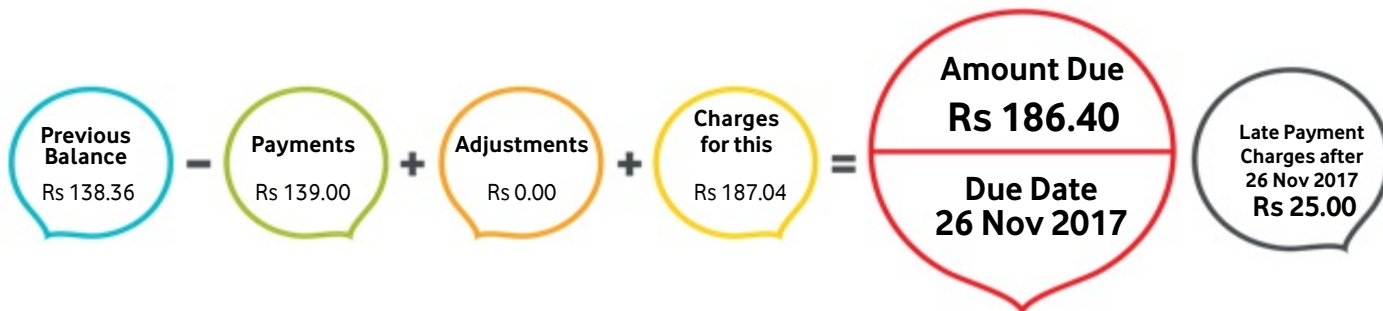 Previous
Balance
Rs 138.36
-
Payments
Rs 139.00
+
Adjustments
Rs 0.00
+
Charges
for this
Rs 187.04
=
Amount Due
Rs 186.40
Due Date
26 Nov 2017
Late Payment
Charges after
26 Nov 2017
Rs 25.00